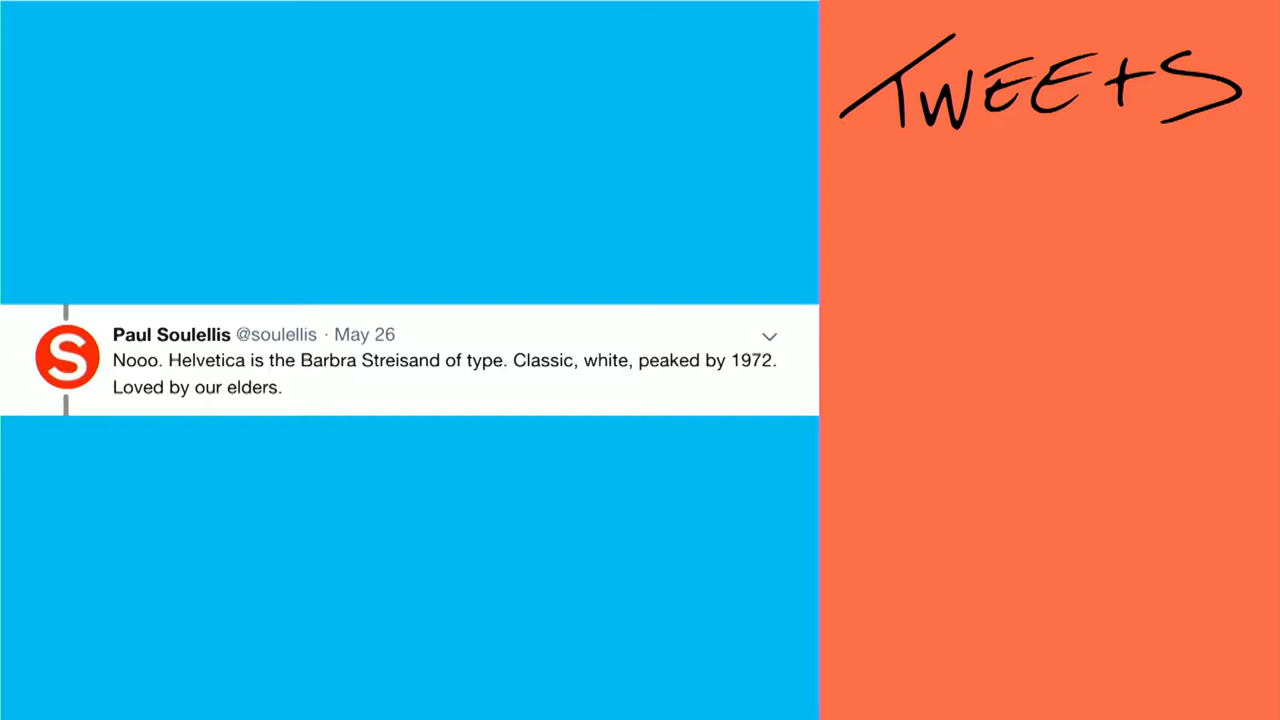 TWEEtS
Paul Soulellis @soulellis · May 26
S
Nooo. Helvetica is the Barbra Streisand of type. Classic, white, peaked by 1972.
Loved by our elders.